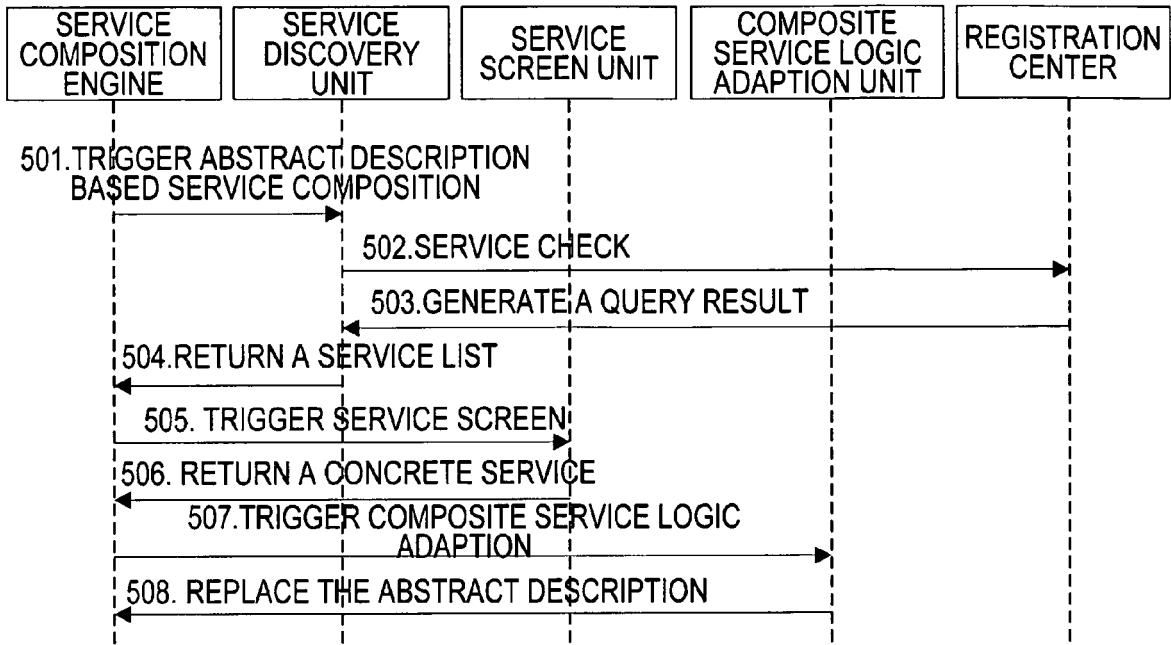 SERVICE
COMPOSITION
ENGINE
SERVICE
DISCOVERY
UNIT
SERVICE
SCREEN UNIT
COMPOSITE
SERVICE LOGIC
ADAPTION UNIT
REGISTRATION
CENTER
501.TRIGGER ABSTRACT DESCRIPTION
BASED SERVICE COMPOSITION
502.SERVICE CHECK
503.GENERATE A QUERY RESULT
504.RETURN A SERVICE LIST
505. TRIGGER SERVICE SCREEN
506. RETURN A CONCRETE SERVICE
507.TRIGGER COMPOSITE SERVICE LOGIC
ADAPTION
508. REPLACE THE ABSTRACT DESCRIPTION